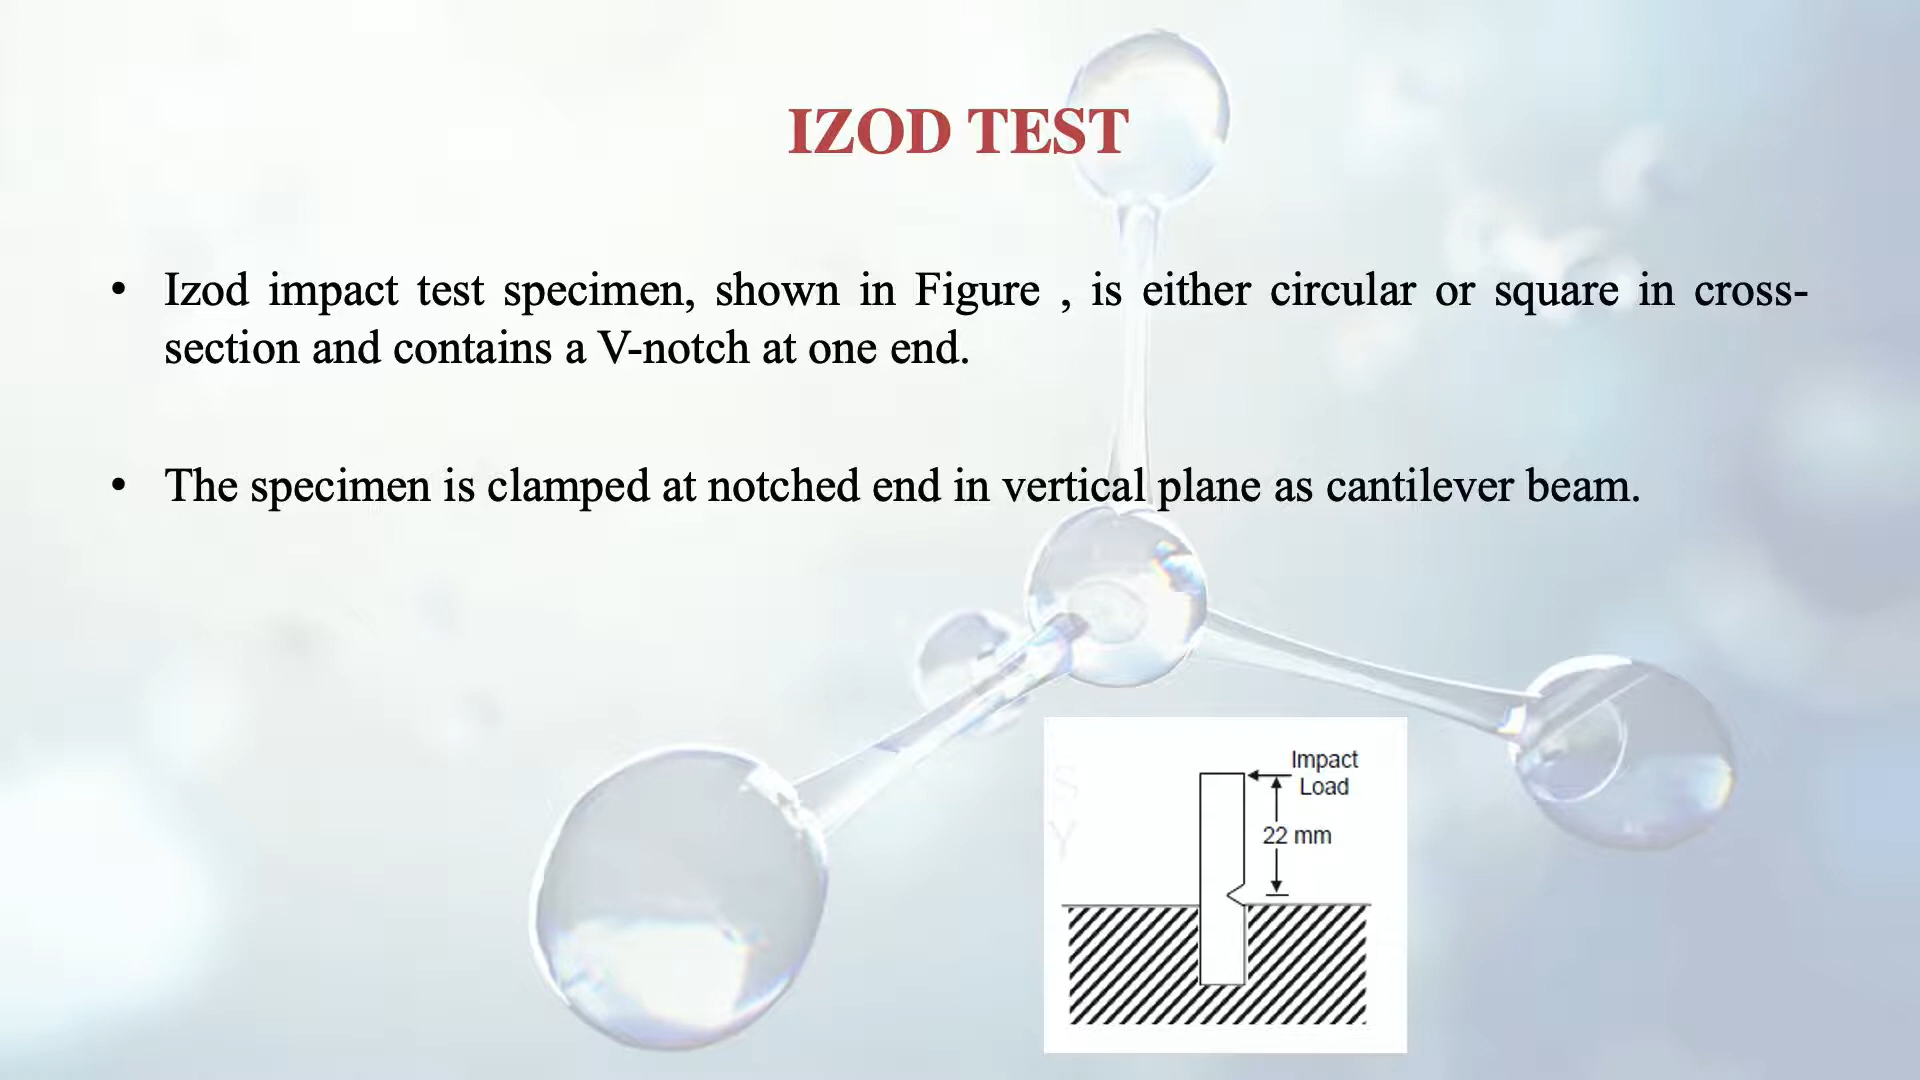 IZOD TEST
• Izod impact test specimen, shown in Figure , is either circular or square in cross-
section and contains a V-notch at one end.
• The specimen is clamped at notched end in vertical plane as cantilever beam.
Impact
Load
22 mm
S
Y